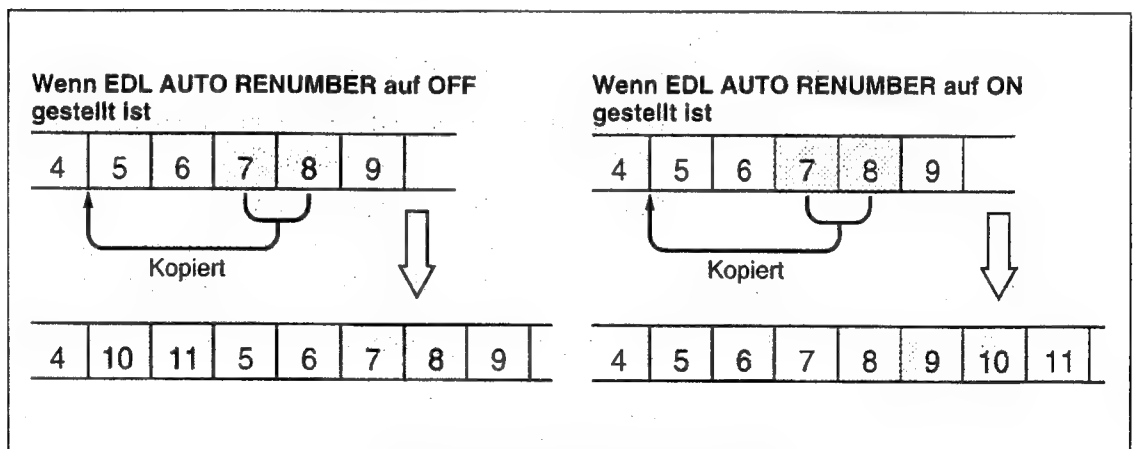 Wenn EDL AUTO RENUMBER auf OFF
gestellt ist
4 5 6 7 8 9
Kopiert
4 10 11 5 6 7 8 9
Wenn EDL AUTO RENUMBER auf ON
gestellt ist
4 5 6 7 8 9
Kopiert
4 5 6 7 8 9 10 11